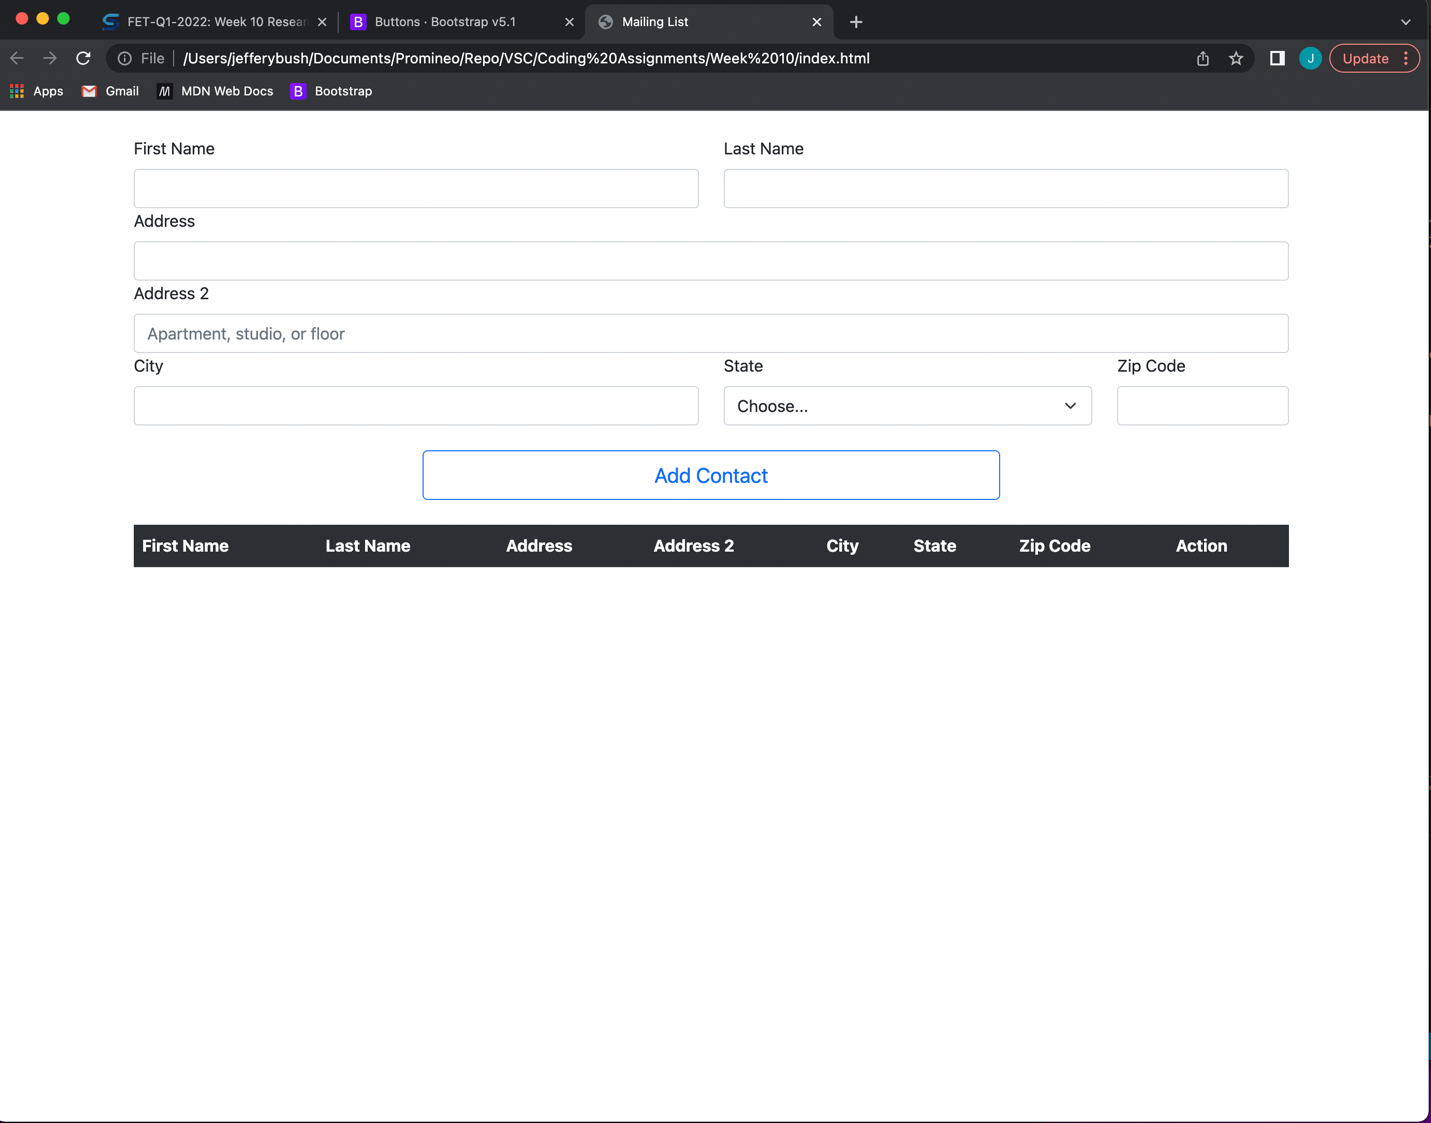 FET-Q1-2022: Week 10 Resear
Buttons · Bootstrap v5.1
Mailing List
File
/Users/jefferybush/Documents/Promineo/Repo/VSC/Coding%20Assignments/Week%2010/index.html
J
Update
Apps
Gmail
MDN Web Docs
B Bootstrap
First Name Last Name
Address
Address 2
Apartment, studio, or floor
City State Zip Code
Choose...
Add Contact
First Name Last Name Address Address 2 City State Zip Code Action